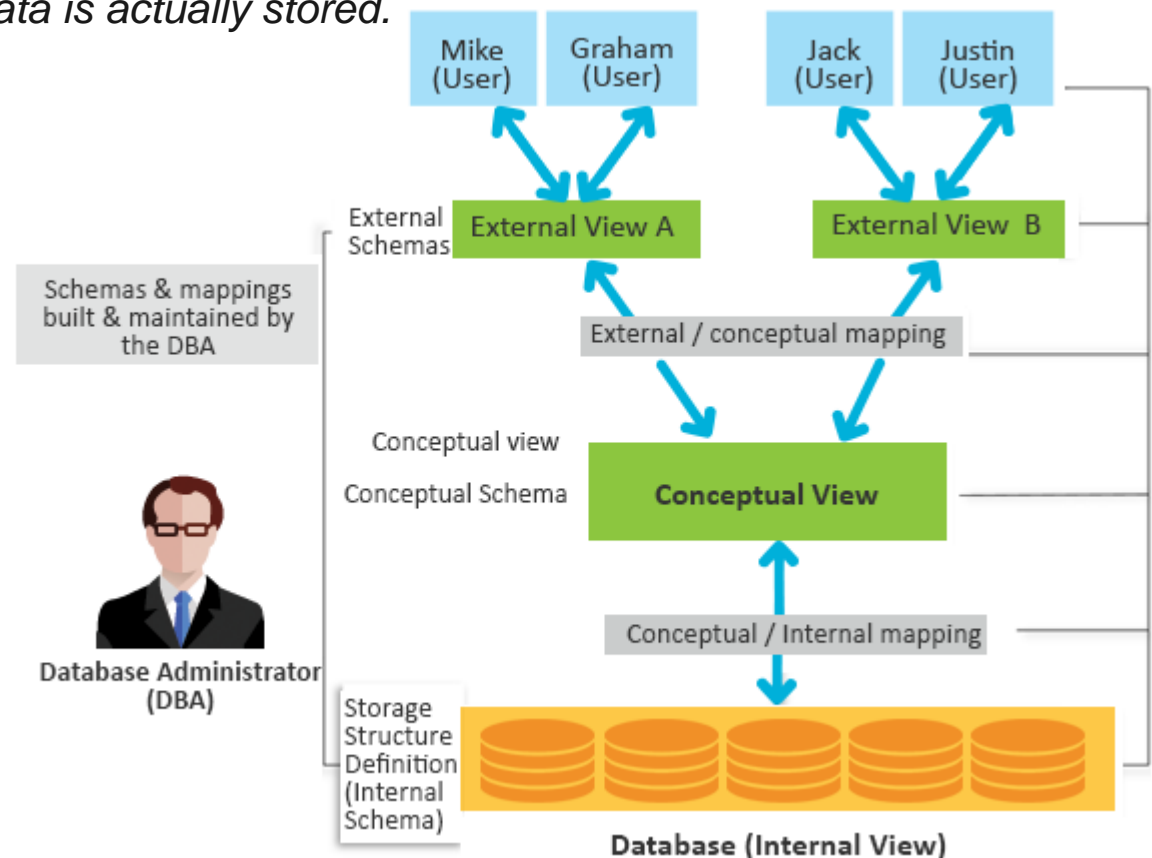 ata is actually stored.
Mike
(User)
Graham
(User)
Jack
(User)
Justin
(User)
External
Schemas
External View A
External View B
Schemas & mappings
built & maintained by
the DBA
External / conceptual mapping
Conceptual view
Conceptual Schema
Conceptual View
Conceptual / Internal mapping
Database Administrator
(DBA)
Storage
Structure
Definition
(Internal
Schema)
Database (Internal View)